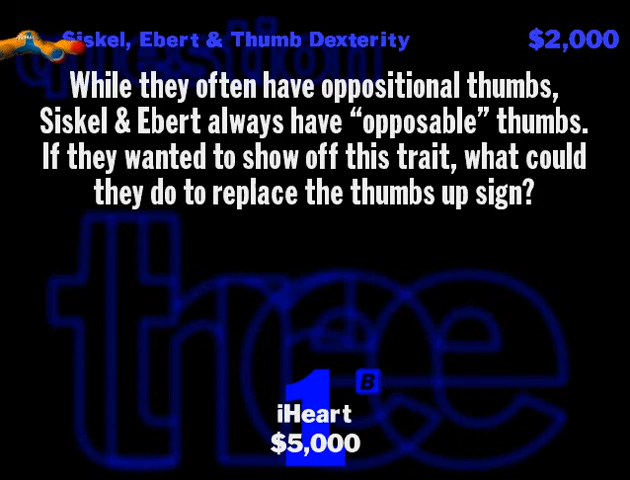 Siskel, Ebert & Thumb Dexterity
$2,000
question
While they often have oppositional thumbs,
Siskel & Ebert always have “opposable” thumbs.
If they wanted to show off this trait, what could
they do to replace the thumbs up sign?
three
1
B
iHeart
$5,000